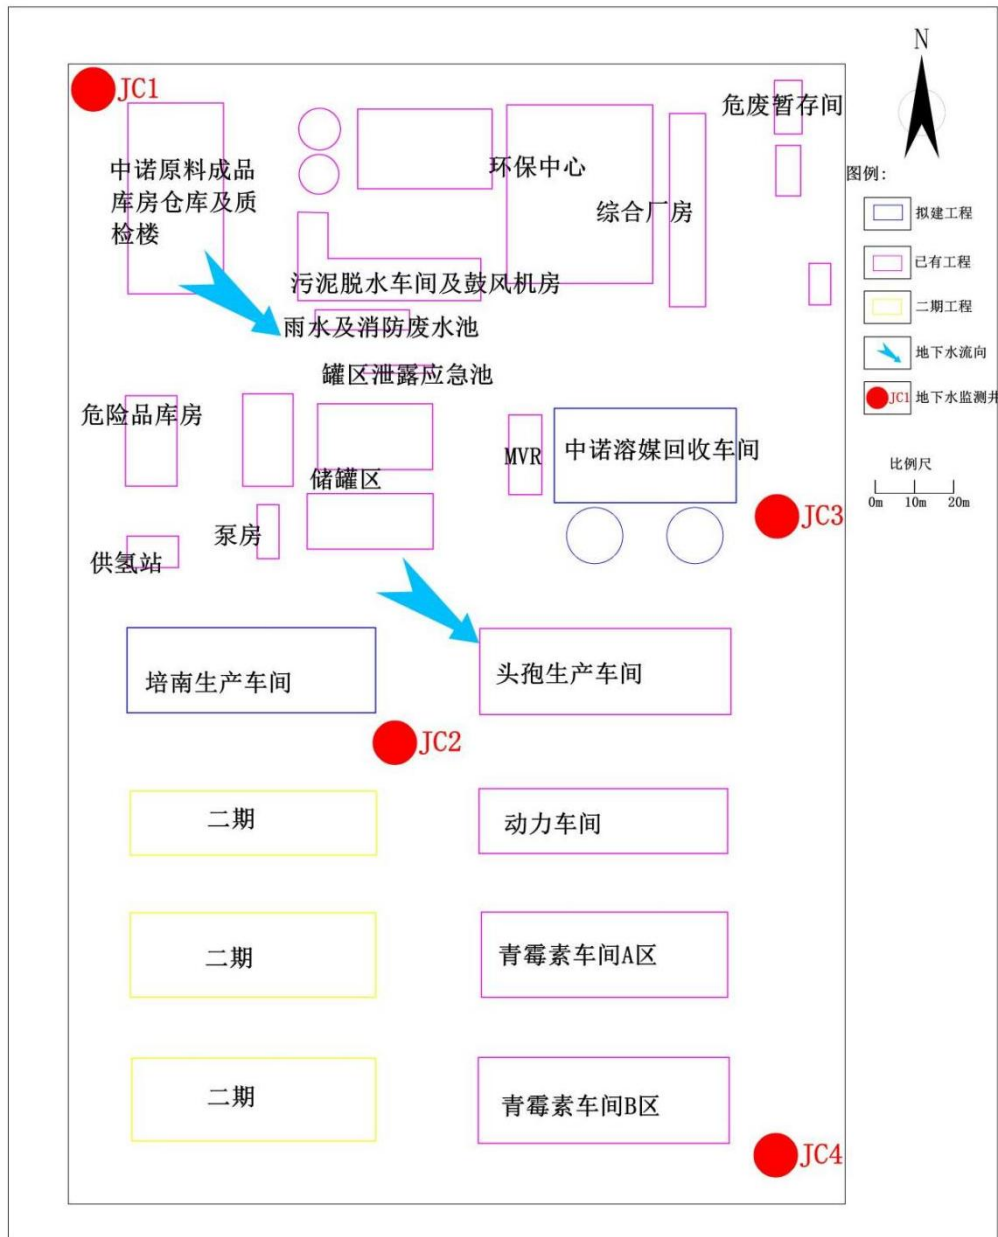 N
JC1
危废暂存间
中诺原料成品
库房仓库及质
检楼
环保中心
综合厂房
图例:
拟建工程
已有工程
二期工程
地下水流向
JC1 地下水监测井
比例尺
0m 10m 20m
污泥脱水车间及鼓风机房
雨水及消防废水池
罐区泄露应急池
危险品库房
储罐区
MVR
中诺溶媒回收车间
JC3
泵房
供氢站
培南生产车间
头孢生产车间
JC2
二期
动力车间
二期
青霉素车间A区
二期
青霉素车间B区
JC4